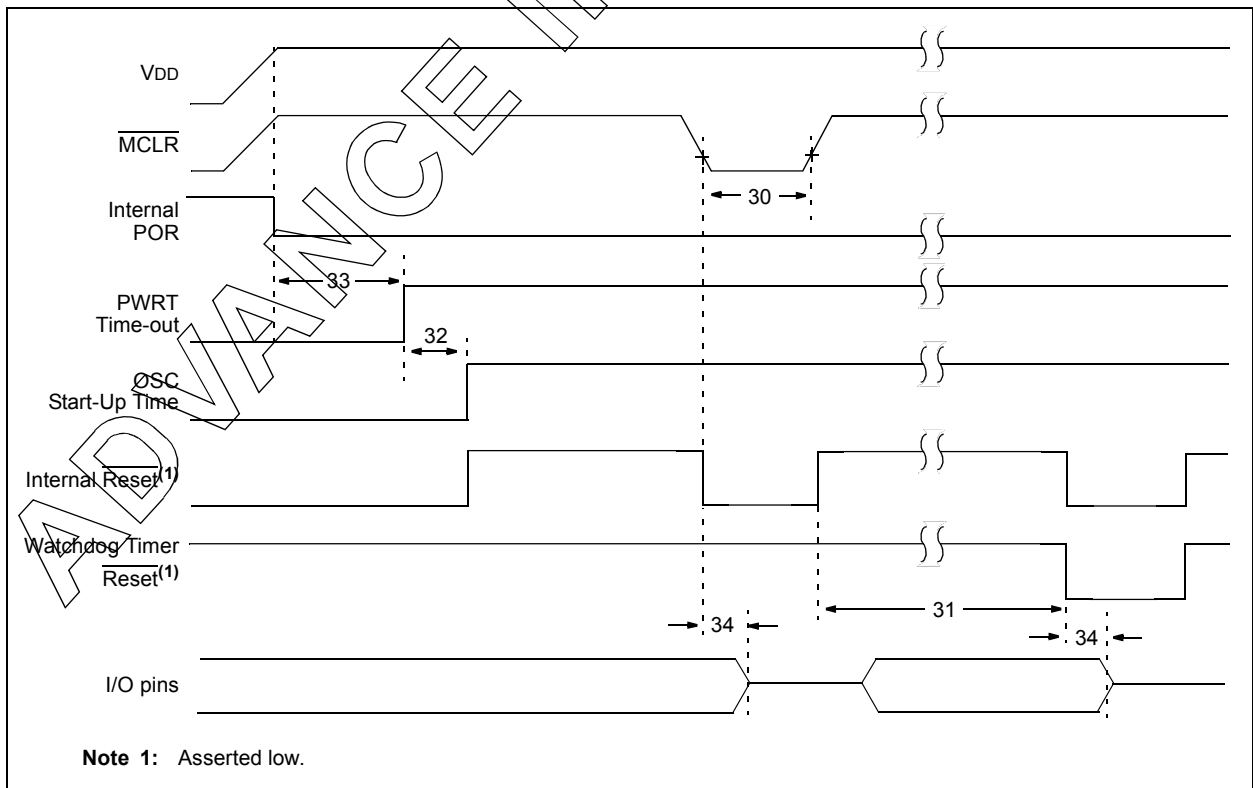 VDD
MCLR
30
Internal
POR
33
PWRT
Time-out
32
OSC
Start-Up Time
Internal Reset(1)
Watchdog Timer
Reset(1)
31
34
34
I/O pins
Note 1: Asserted low.
ADVANCE I